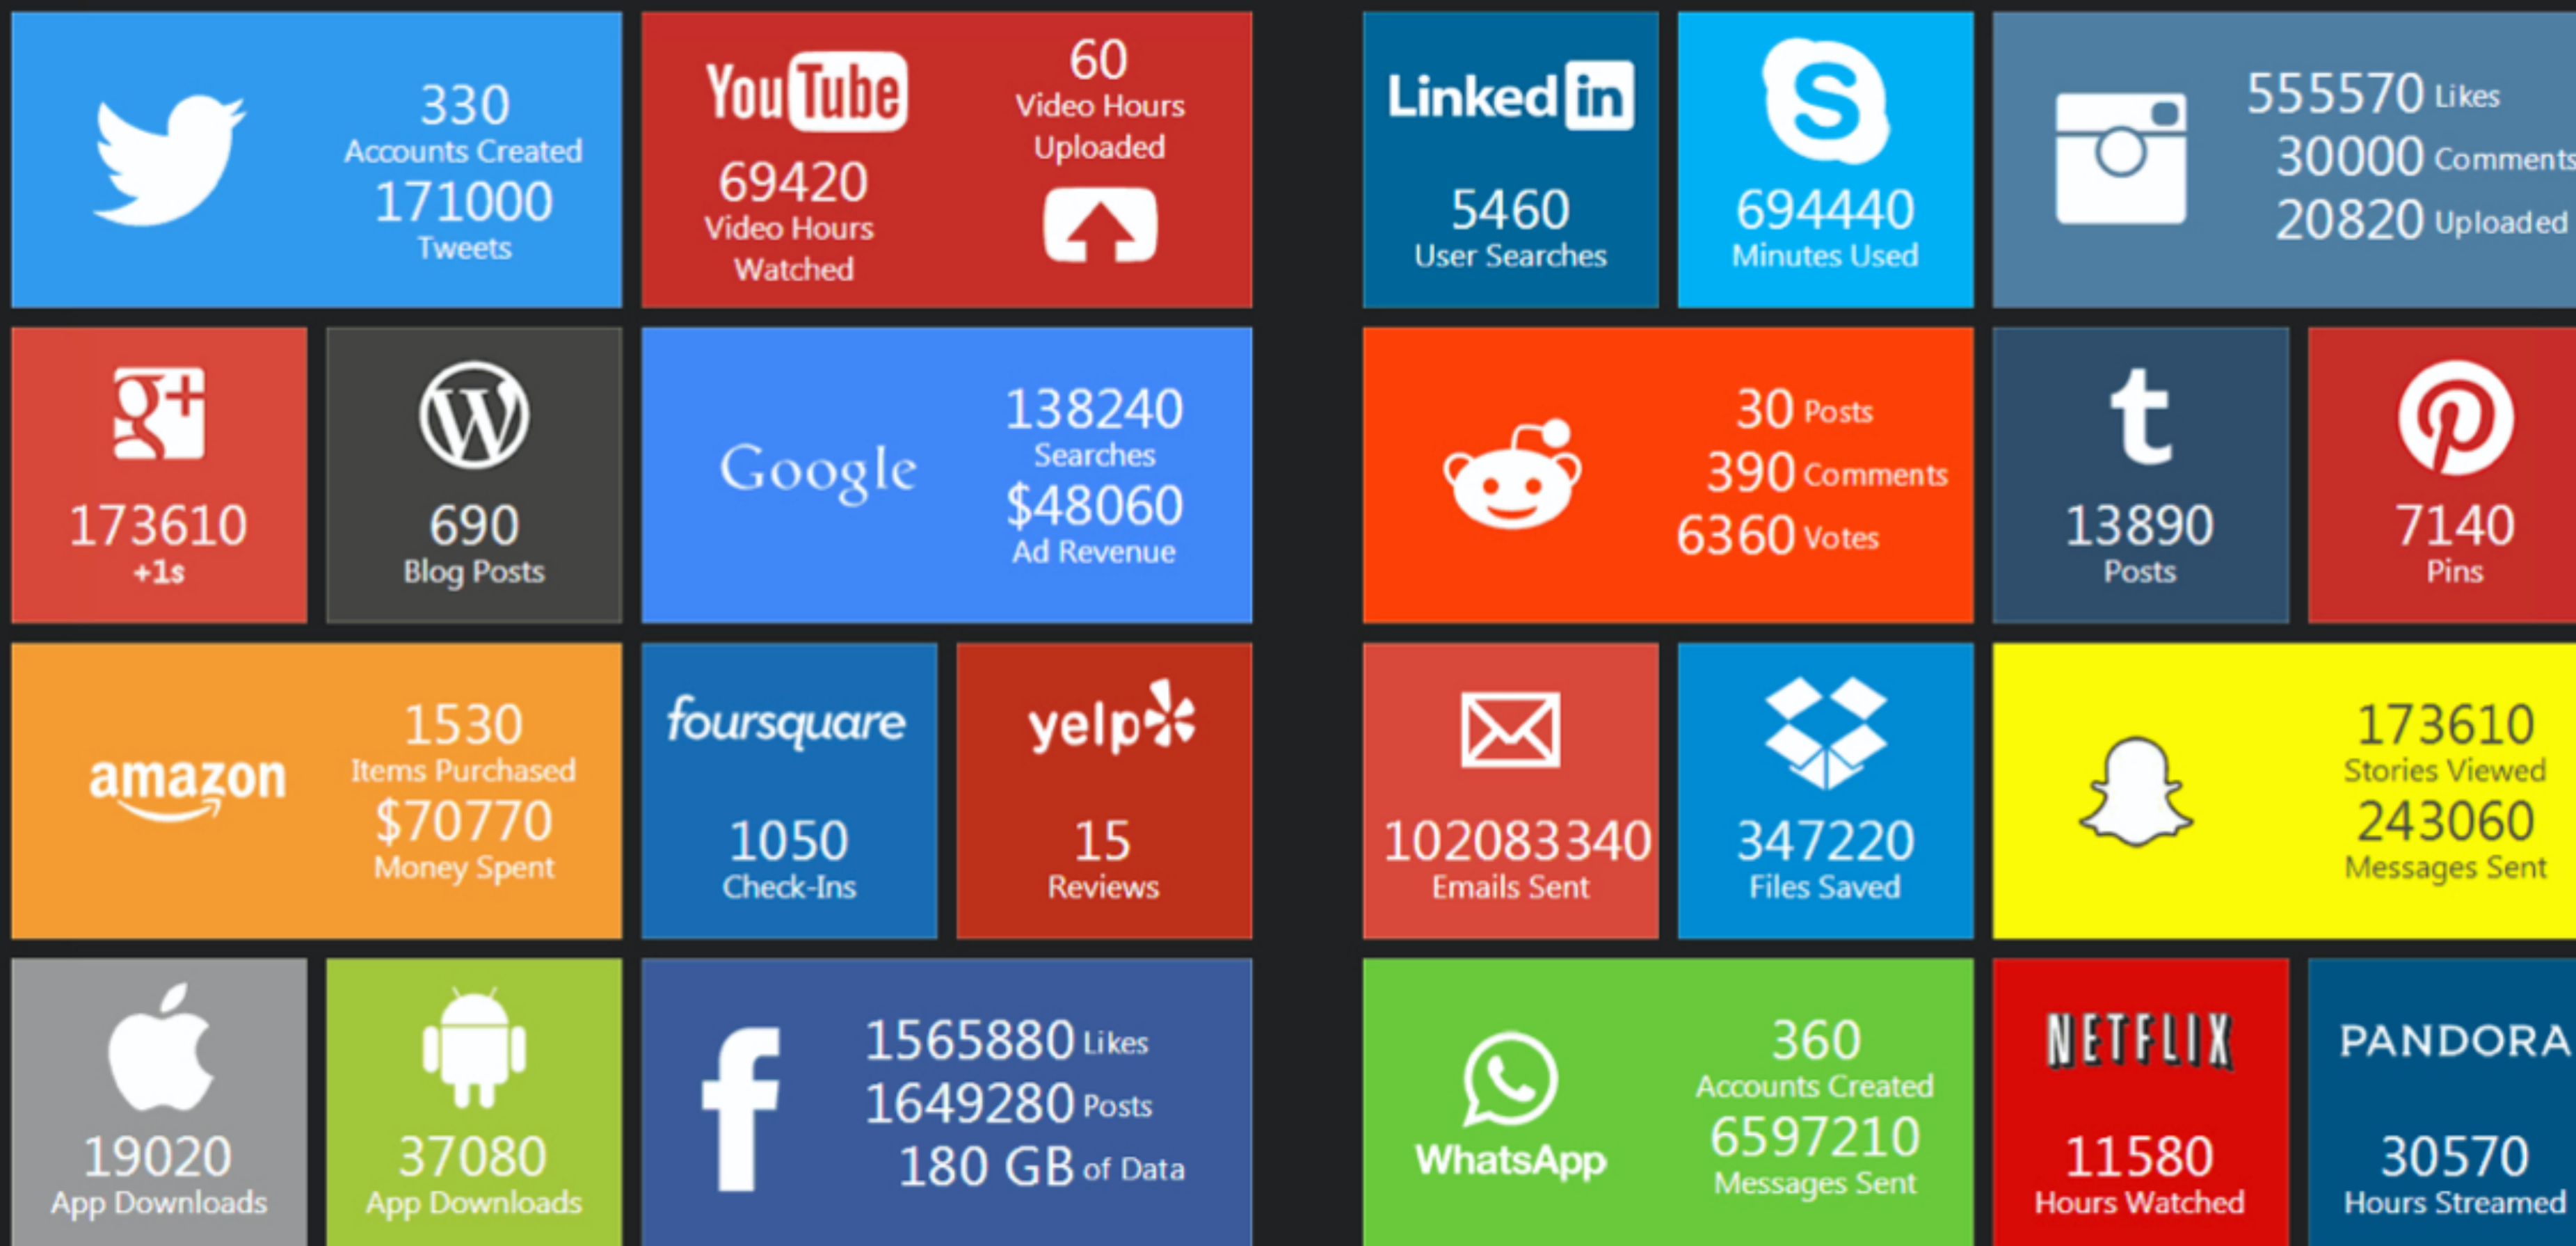 330
Accounts Created
171000
Tweets
YouTube
69420
Video Hours
Watched
60
Video Hours
Uploaded
Linked in
5460
User Searches
S
694440
Minutes Used
555570 Likes
30000 Comments
20820 Uploaded
g+
173610
+1s
W
690
Blog Posts
Google
138240
Searches
$48060
Ad Revenue
30 Posts
390 Comments
6360 Votes
t
13890
Posts
P
7140
Pins
amazon
1530
Items Purchased
$70770
Money Spent
foursquare
1050
Check-Ins
yelp
15
Reviews
102083340
Emails Sent
347220
Files Saved
173610
Stories Viewed
243060
Messages Sent
19020
App Downloads
37080
App Downloads
f
1565880 Likes
1649280 Posts
180 GB of Data
WhatsApp
360
Accounts Created
6597210
Messages Sent
NETFLIX
11580
Hours Watched
PANDORA
30570
Hours Streamed